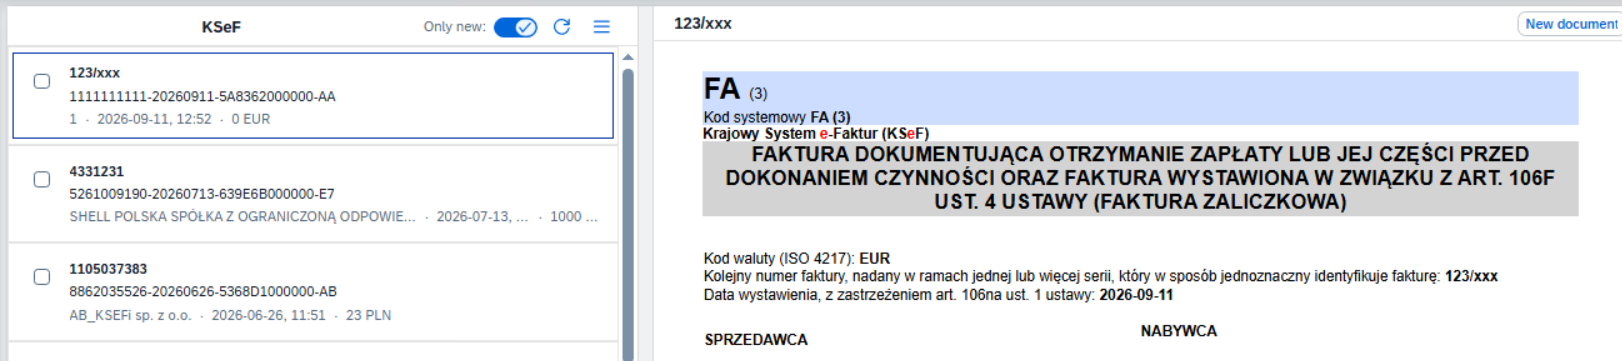 KSeF
Only new:
123/xxx
1111111111-20260911-5A8362000000-AA
1 · 2026-09-11, 12:52 · 0 EUR
4331231
5261009190-20260713-639E6B000000-E7
SHELL POLSKA SPÓŁKA Z OGRANICZONĄ ODPOWIE... · 2026-07-13, ... · 1000 ...
1105037383
8862035526-20260626-5368D1000000-AB
AB_KSEFi sp. z o.o. · 2026-06-26, 11:51 · 23 PLN
123/xxx
New document
FA (3)
Kod systemowy FA (3)
Krajowy System e-Faktur (KSeF)
FAKTURA DOKUMENTUJĄCA OTRZYMANIE ZAPŁATY LUB JEJ CZĘŚCI PRZED
DOKONANIEM CZYNNOŚCI ORAZ FAKTURA WYSTAWIONA W ZWIĄZKU Z ART. 106F
UST. 4 USTAWY (FAKTURA ZALICZKOWA)
Kod waluty (ISO 4217): EUR
Kolejny numer faktury, nadany w ramach jednej lub więcej serii, który w sposób jednoznaczny identyfikuje fakturę: 123/xxx
Data wystawienia, z zastrzeżeniem art. 106na ust. 1 ustawy: 2026-09-11
SPRZEDAWCA
NABYWCA